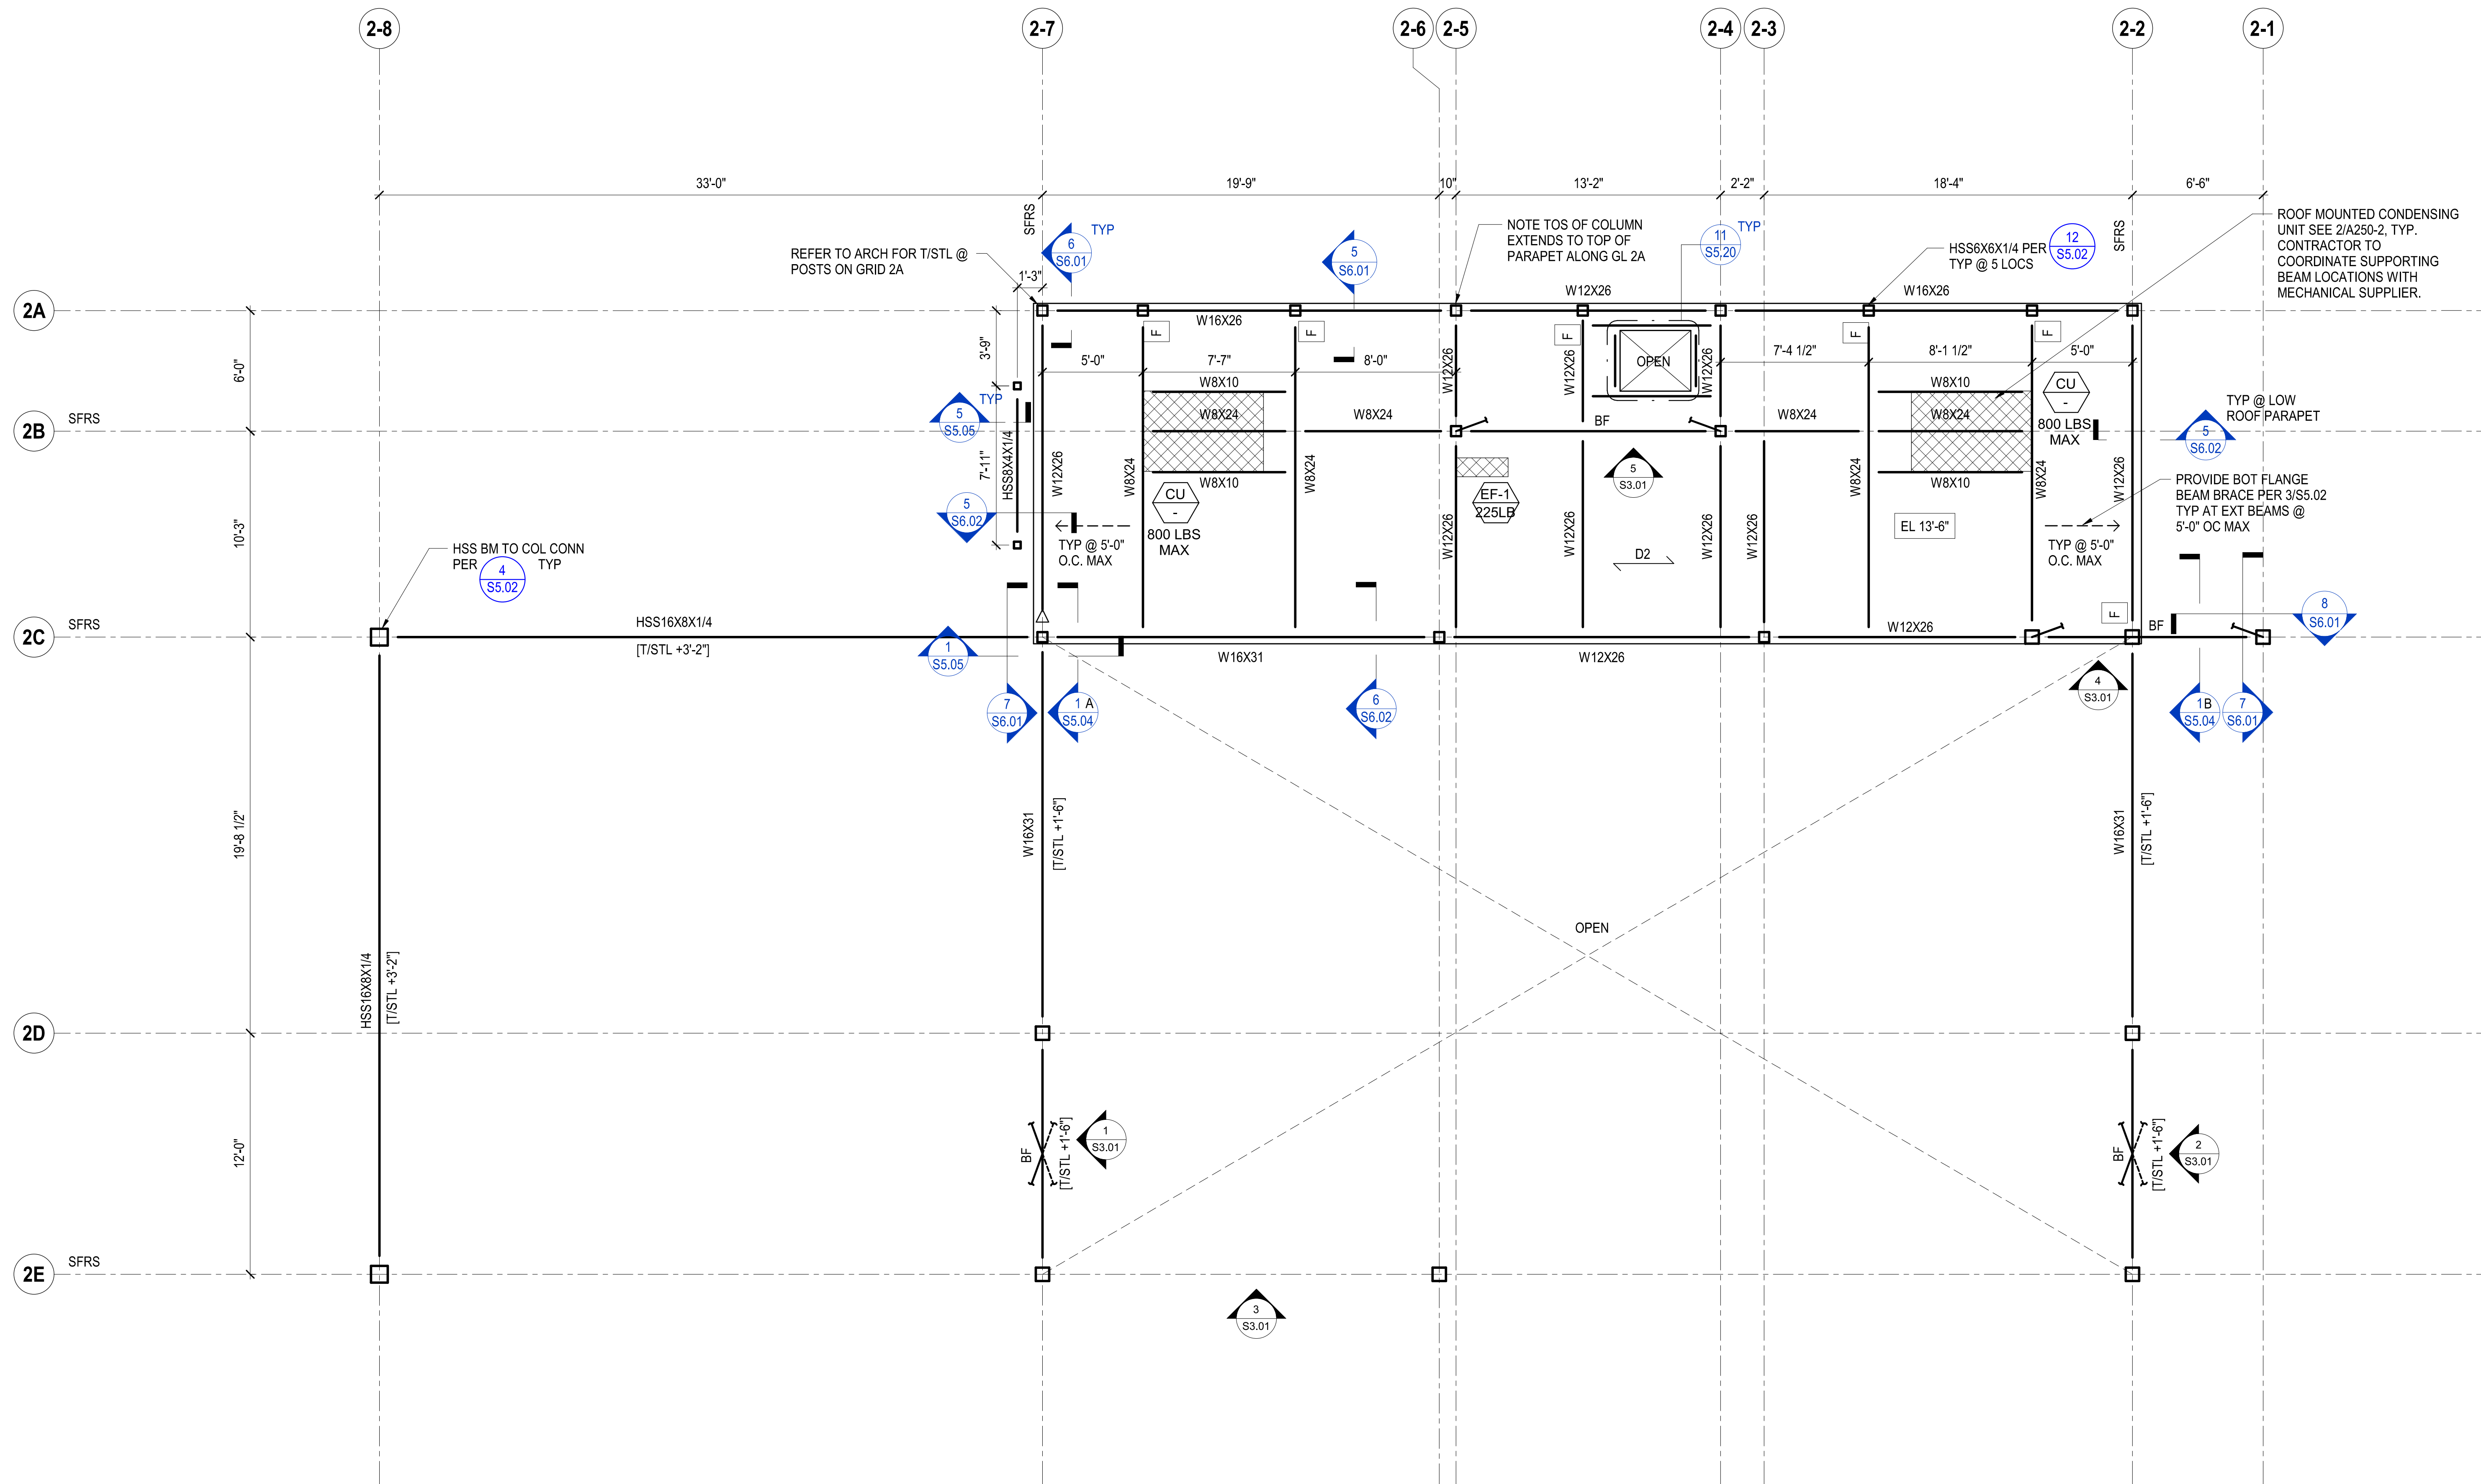 2-8
2-7
2-6
2-5
2-4
2-3
2-2
2-1
33'-0"
19'-9"
10"
13'-2"
2'-2"
18'-4"
6'-6"
SFRS
SFRS
REFER TO ARCH FOR T/STL @
POSTS ON GRID 2A
1'-3"
6
S6.01
TYP
5
S6.01
NOTE TOS OF COLUMN
EXTENDS TO TOP OF
PARAPET ALONG GL 2A
11
S5.20
TYP
HSS6X6X1/4 PER
TYP @ 5 LOCS
12
S5.02
ROOF MOUNTED CONDENSING
UNIT SEE 2/A250-2, TYP.
CONTRACTOR TO
COORDINATE SUPPORTING
BEAM LOCATIONS WITH
MECHANICAL SUPPLIER.
2A
W16X26
W12X26
W16X26
F
F
F
F
F
3'-9"
6'-0"
5'-0"
7'-7"
8'-0"
W12X26
W12X26
OPEN
W12X26
7'-4 1/2"
8'-1 1/2"
5'-0"
W8X10
W8X10
CU
-
800 LBS
MAX
TYP @ LOW
ROOF PARAPET
5
S5.05
TYP
2B
SFRS
W8X24
W8X24
BF
W8X24
W8X24
5
S6.02
7'-11"
HSS8X4X1/4
W12X26
W8X24
W8X10
W8X24
5
S3.01
W8X24
W8X10
W8X24
W12X26
PROVIDE BOT FLANGE
BEAM BRACE PER 3/S5.02
TYP AT EXT BEAMS @
5'-0" OC MAX
5
S6.02
CU
-
800 LBS
MAX
EF-1
225LB
EL 13'-6"
10'-3"
TYP @ 5'-0"
O.C. MAX
W12X26
W12X26
D2
W12X26
W12X26
TYP @ 5'-0"
O.C. MAX
HSS BM TO COL CONN
PER
4
S5.02
TYP
F
8
S6.01
2C
SFRS
HSS16X8X1/4
[T/STL +3'-2"]
1
S5.05
W16X31
W12X26
W12X26
BF
4
S3.01
7
S6.01
1 A
S5.04
6
S6.02
1B
S5.04
7
S6.01
19'-8 1/2"
W16X31
[T/STL +1'-6"]
W16X31
[T/STL +1'-6"]
OPEN
HSS16X8X1/4
[T/STL +3'-2"]
2D
12'-0"
BF
[T/STL +1'-6"]
1
S3.01
BF
[T/STL +1'-6"]
2
S3.01
2E
SFRS
3
S3.01